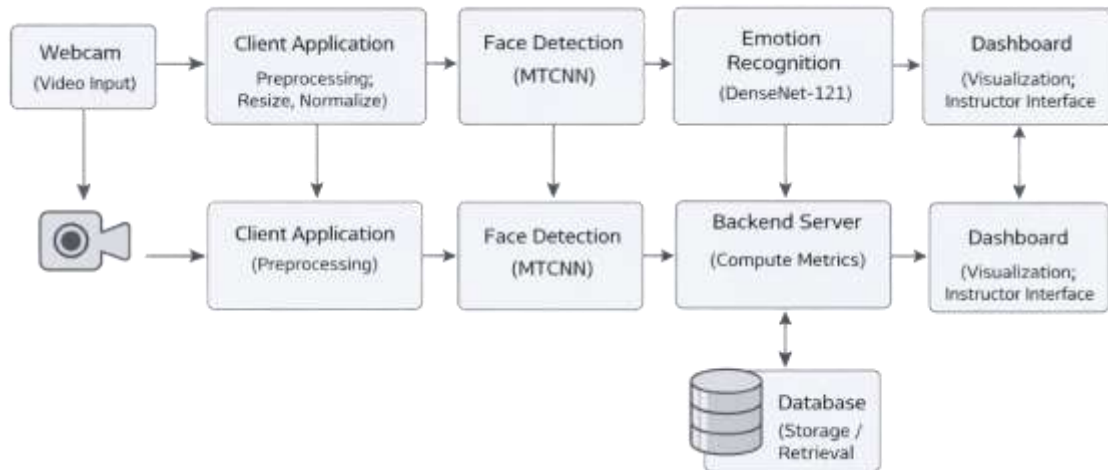 Webcam
(Video Input)
Client Application
Preprocessing;
Resize, Normalize)
Face Detection
(MTCNN)
Emotion
Recognition
(DenseNet-121)
Dashboard
(Visualization;
Instructor Interface
Client Application
(Preprocessing)
Face Detection
(MTCNN)
Backend Server
(Compute Metrics)
Dashboard
(Visualization;
Instructor Interface
Database
(Storage /
Retrieval